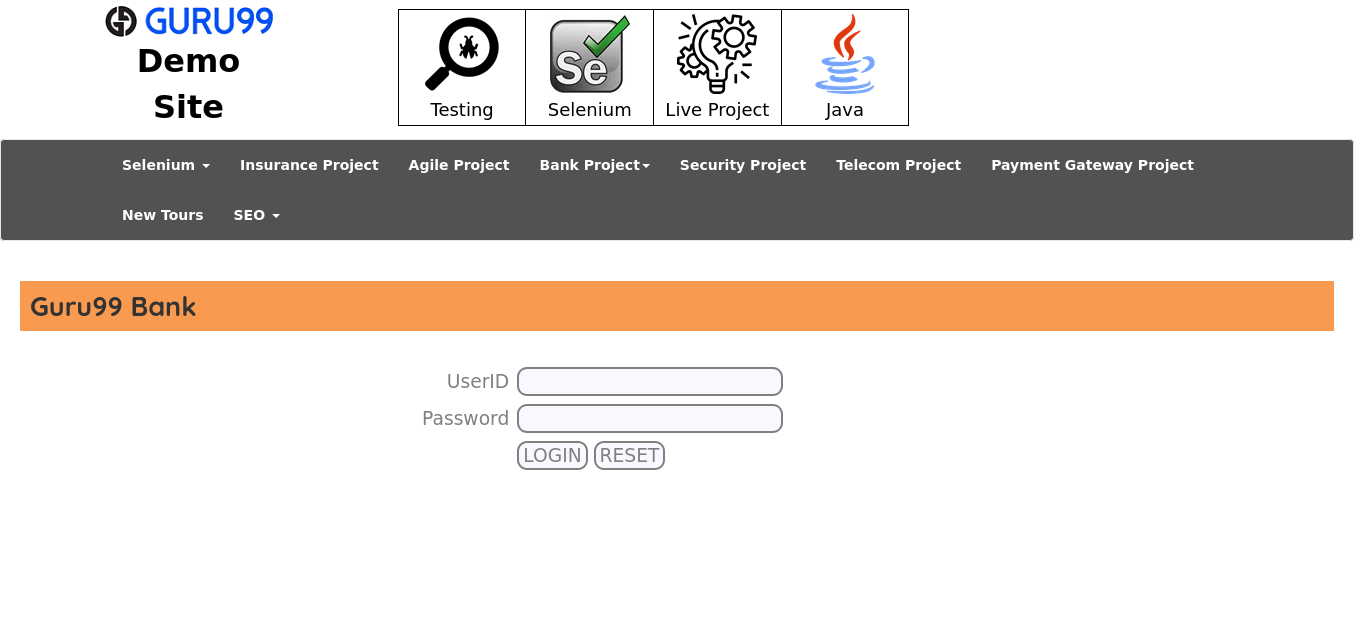 GURU99
Demo
Site
Testing
Se
Selenium
Live Project
Java
Selenium
Insurance Project
Agile Project
Bank Project
Security Project
Telecom Project
Payment Gateway Project
New Tours
SEO
Guru99 Bank
UserID
Password
LOGIN
RESET